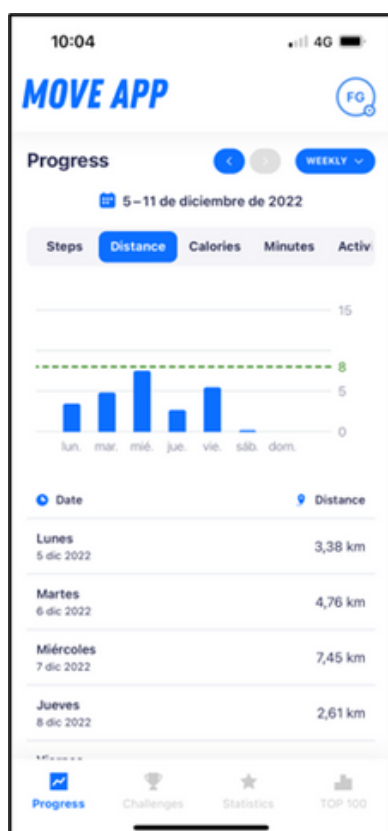 10:04 4G
MOVE APP
FG
Progress WEEKLY
5–11 de diciembre de 2022
Steps Distance Calories Minutes Activi
15
8
5
0
lun. mar. mié. jue. vie. sáb. dom.
Date Distance
Lunes
5 dic 2022
3,38 km
Martes
6 dic 2022
4,76 km
Miércoles
7 dic 2022
7,45 km
Jueves
8 dic 2022
2,61 km
Progress Challenges Statistics TOP 100